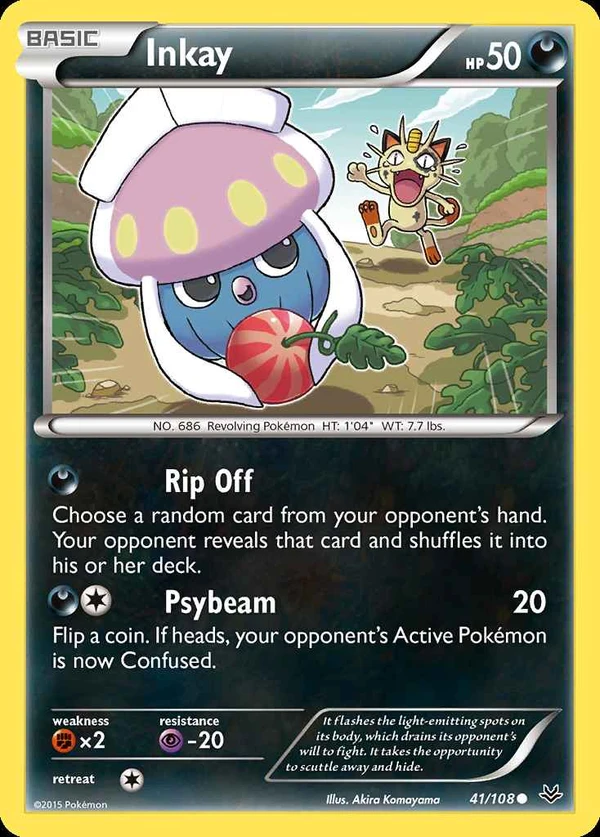 BASIC
Inkay
HP 50
NO. 686 Revolving Pokémon HT: 1'04" WT: 7.7 lbs.
Rip Off
Choose a random card from your opponent's hand.
Your opponent reveals that card and shuffles it into
his or her deck.
Psybeam 20
Flip a coin. If heads, your opponent's Active Pokémon
is now Confused.
weakness resistance
×2 -20
It flashes the light-emitting spots on
its body, which drains its opponent's
will to fight. It takes the opportunity
to scuttle away and hide.
retreat
©2015 Pokémon
Illus. Akira Komayama 41/108